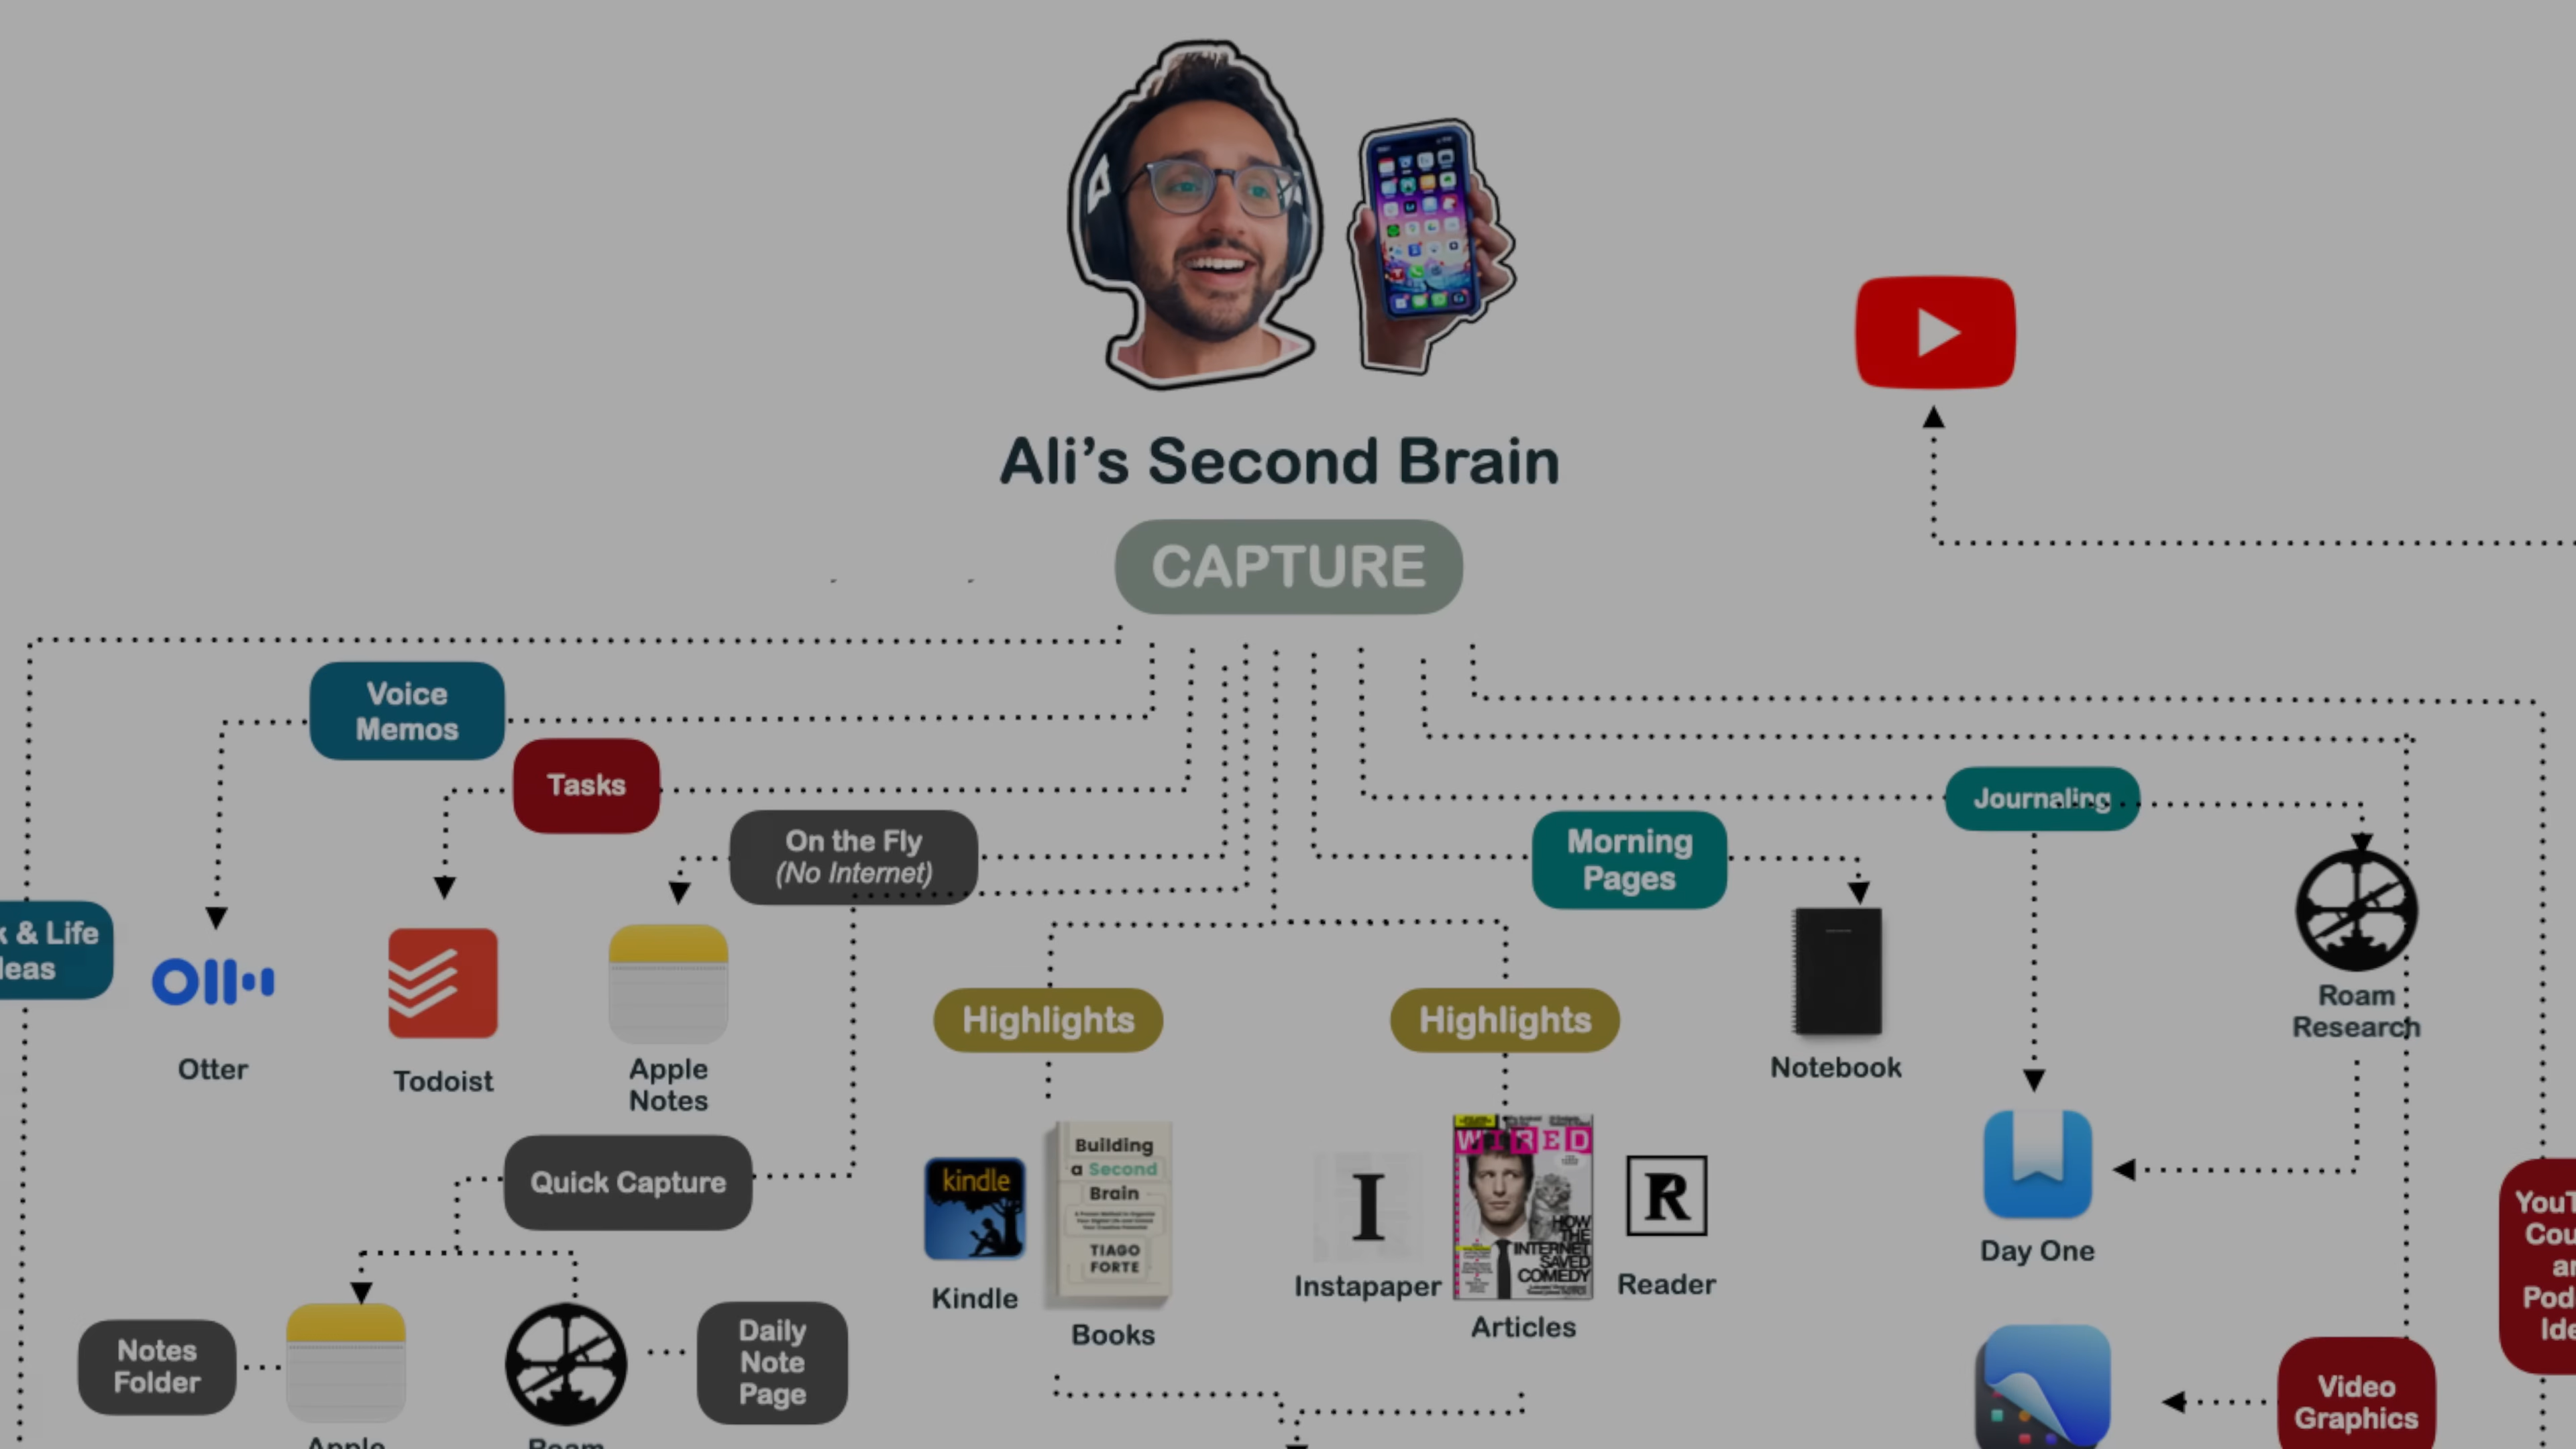 Ali's Second Brain
CAPTURE
Voice
Memos
Tasks
On the Fly
(No Internet)
Journaling
Morning
Pages
& Life
Otter
Todoist
Apple
Notes
Highlights
Highlights
Notebook
Roam
Research
Quick Capture
kindle
Kindle
Building
a Second
Brain
TIAGO
FORTE
Books
I
Instapaper
WIRED
HOW
THE
INTERNET
SAVED
COMEDY
Articles
R
Reader
Day One
Notes
Folder
Daily
Note
Page
Video
Graphics
Apple
Roam